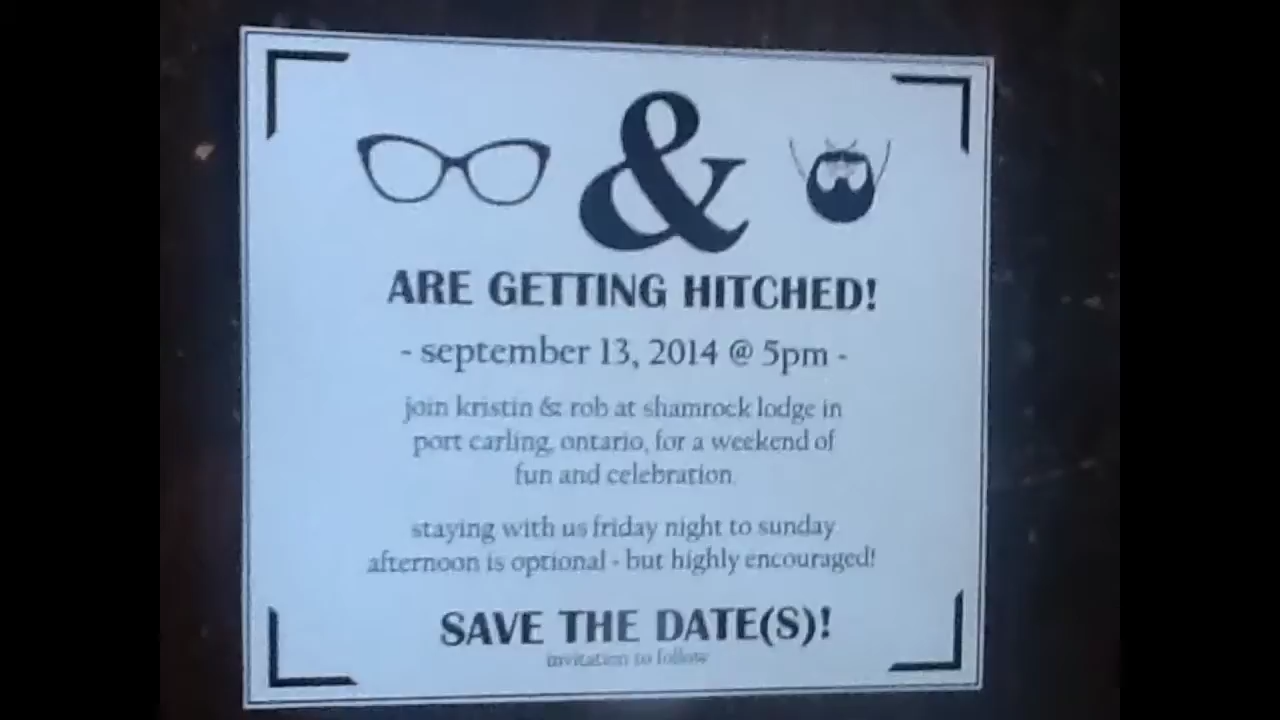 &
ARE GETTING HITCHED!
- september 13, 2014 @ 5pm -
join kristin & rob at shamrock lodge in
port carling, ontario, for a weekend of
fun and celebration.
staying with us friday night to sunday
afternoon is optional - but highly encouraged!
SAVE THE DATE(S)!
invitation to follow